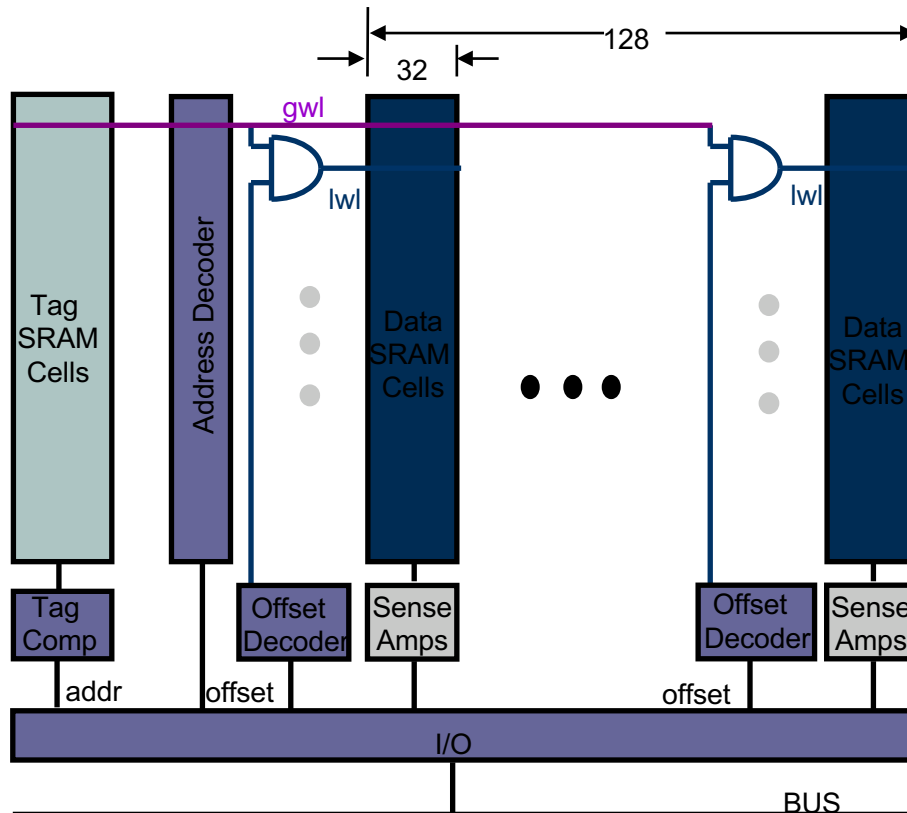 128
32
gwl
lwl
lwl
Tag
SRAM
Cells
Address Decoder
Data
SRAM
Cells
Data
SRAM
Cells
Tag
Comp
Offset
Decoder
Sense
Amps
Offset
Decoder
Sense
Amps
addr
offset
offset
I/O
BUS